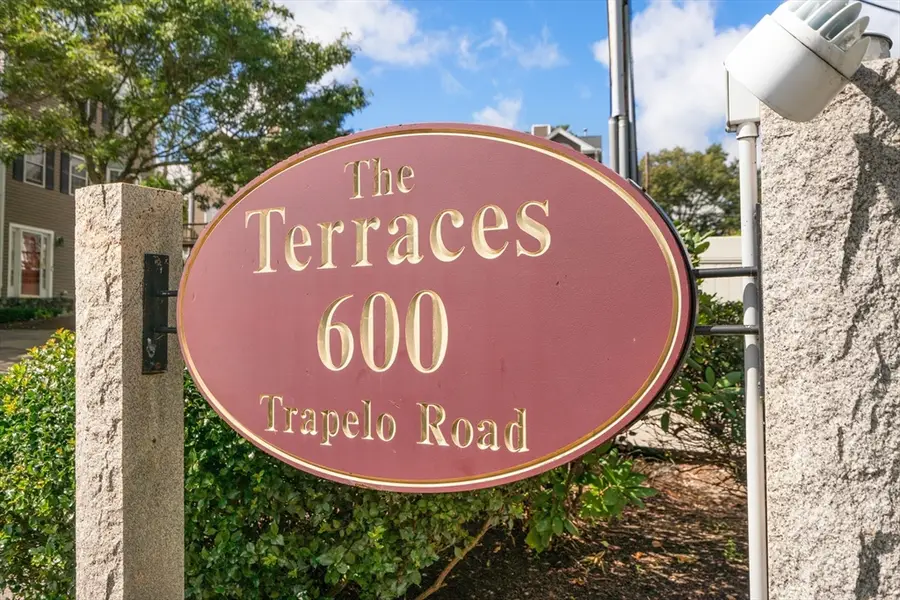 The
Terraces
600
Trapelo Road